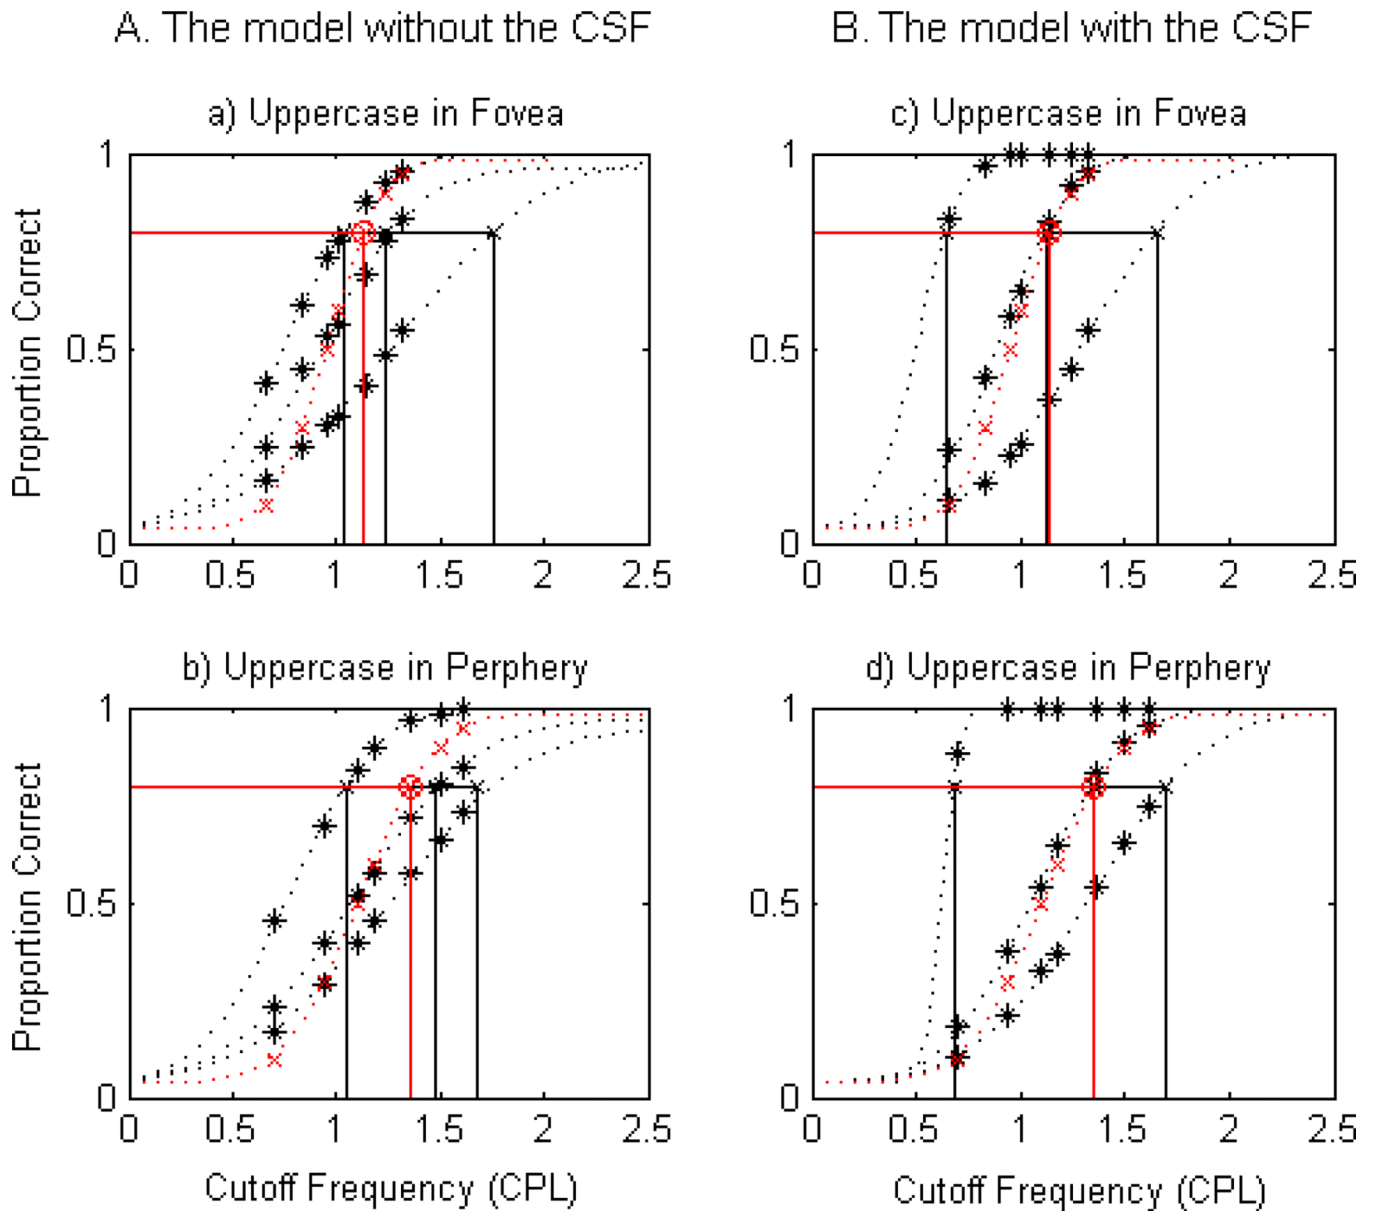 A. The model without the CSF
B. The model with the CSF
a) Uppercase in Fovea
c) Uppercase in Fovea
Proportion Correct
1
0.5
0
0 0.5 1 1.5 2 2.5
1
0.5
0
0 0.5 1 1.5 2 2.5
b) Uppercase in Perphery
d) Uppercase in Perphery
Proportion Correct
1
0.5
0
0 0.5 1 1.5 2 2.5
1
0.5
0
0 0.5 1 1.5 2 2.5
Cutoff Frequency (CPL)
Cutoff Frequency (CPL)